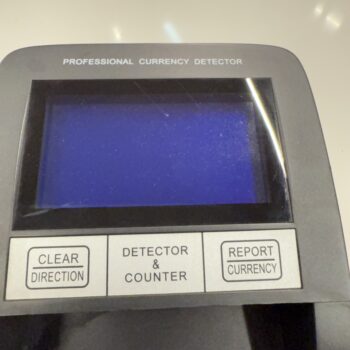 PROFESSIONAL CURRENCY DETECTOR
CLEAR
DIRECTION
DETECTOR
&
COUNTER
REPORT
CURRENCY